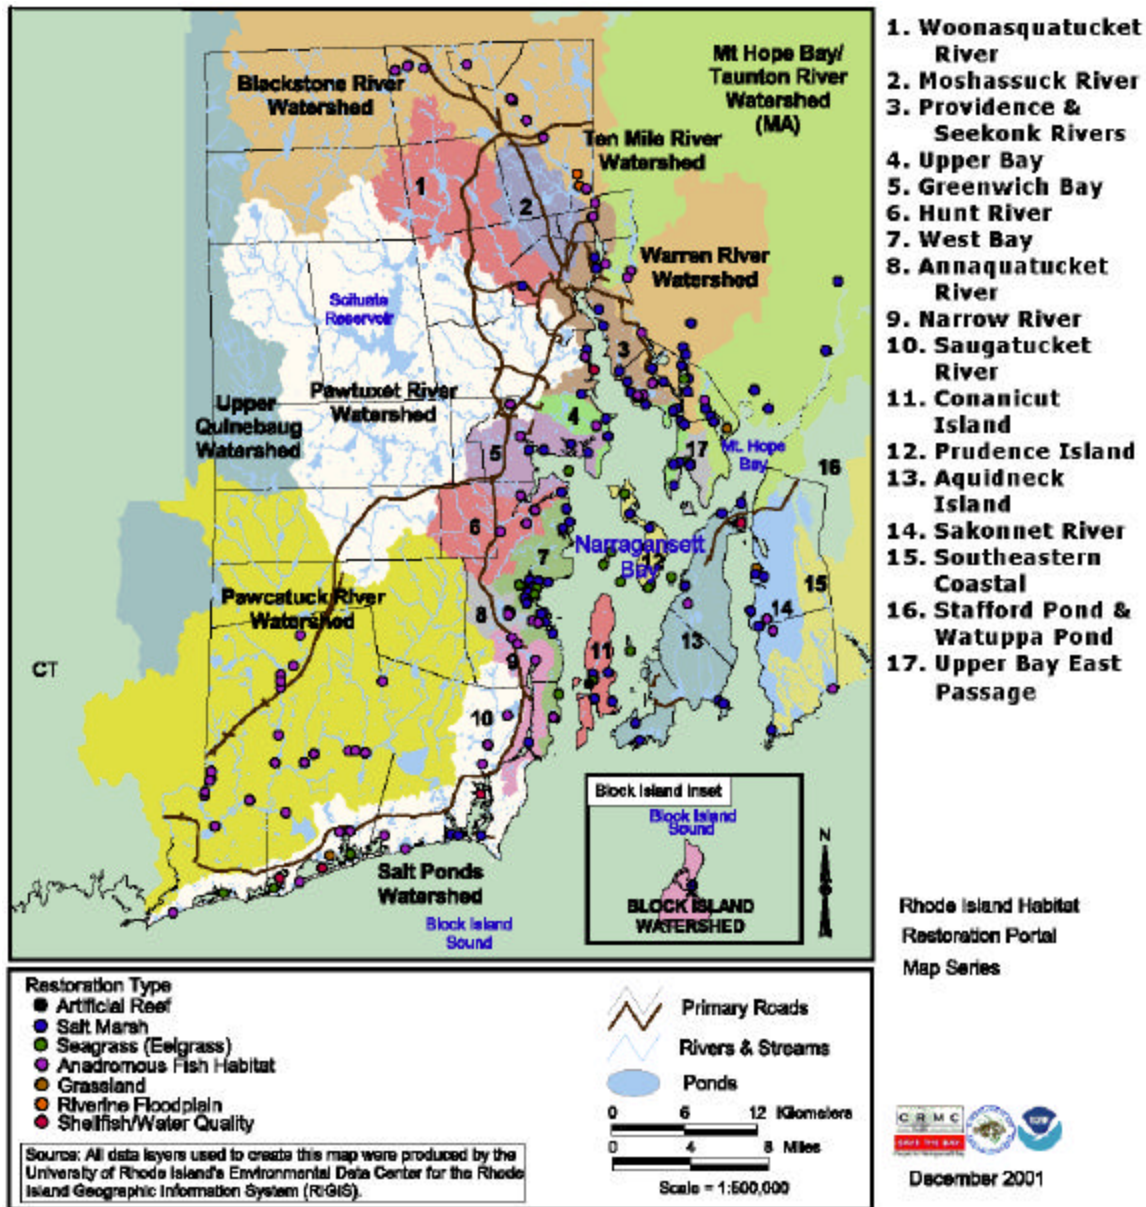 Blackstone River
Watershed
Mt Hope Bay/
Taunton River
Watershed
(MA)
Ten Mile River
Watershed
1
2
Warren River
Watershed
Scituate
Reservoir
3
Pawtuxet River
Watershed
Upper
Quinebaug
Watershed
4
5
17
Mt. Hope
Bay
16
6
Narragansett
Bay
7
12
15
Pawcatuck River
Watershed
8
14
13
CT
9
11
10
Block Island Inset
Block Island
Sound
N
Salt Ponds
Watershed
BLOCK ISLAND
WATERSHED
Block Island
Sound
1. Woonasquatucket
River
2. Moshassuck River
3. Providence &
Seekonk Rivers
4. Upper Bay
5. Greenwich Bay
6. Hunt River
7. West Bay
8. Annaquatucket
River
9. Narrow River
10. Saugatucket
River
11. Conanicut
Island
12. Prudence Island
13. Aquidneck
Island
14. Sakonnet River
15. Southeastern
Coastal
16. Stafford Pond &
Watuppa Pond
17. Upper Bay East
Passage
Rhode Island Habitat
Restoration Portal
Map Series
Restoration Type
Artificial Reef
Salt Marsh
Seagrass (Eelgrass)
Anadromous Fish Habitat
Grassland
Riverine Floodplain
Shellfish/Water Quality
Source: All data layers used to create this map were produced by the
University of Rhode Island's Environmental Data Center for the Rhode
Island Geographic Information System (RIGIS).
Primary Roads
Rivers & Streams
Ponds
0 6 12 Kilometers
0 4 8 Miles
Scale = 1:500,000
CRMC
SAVE THE BAY
December 2001